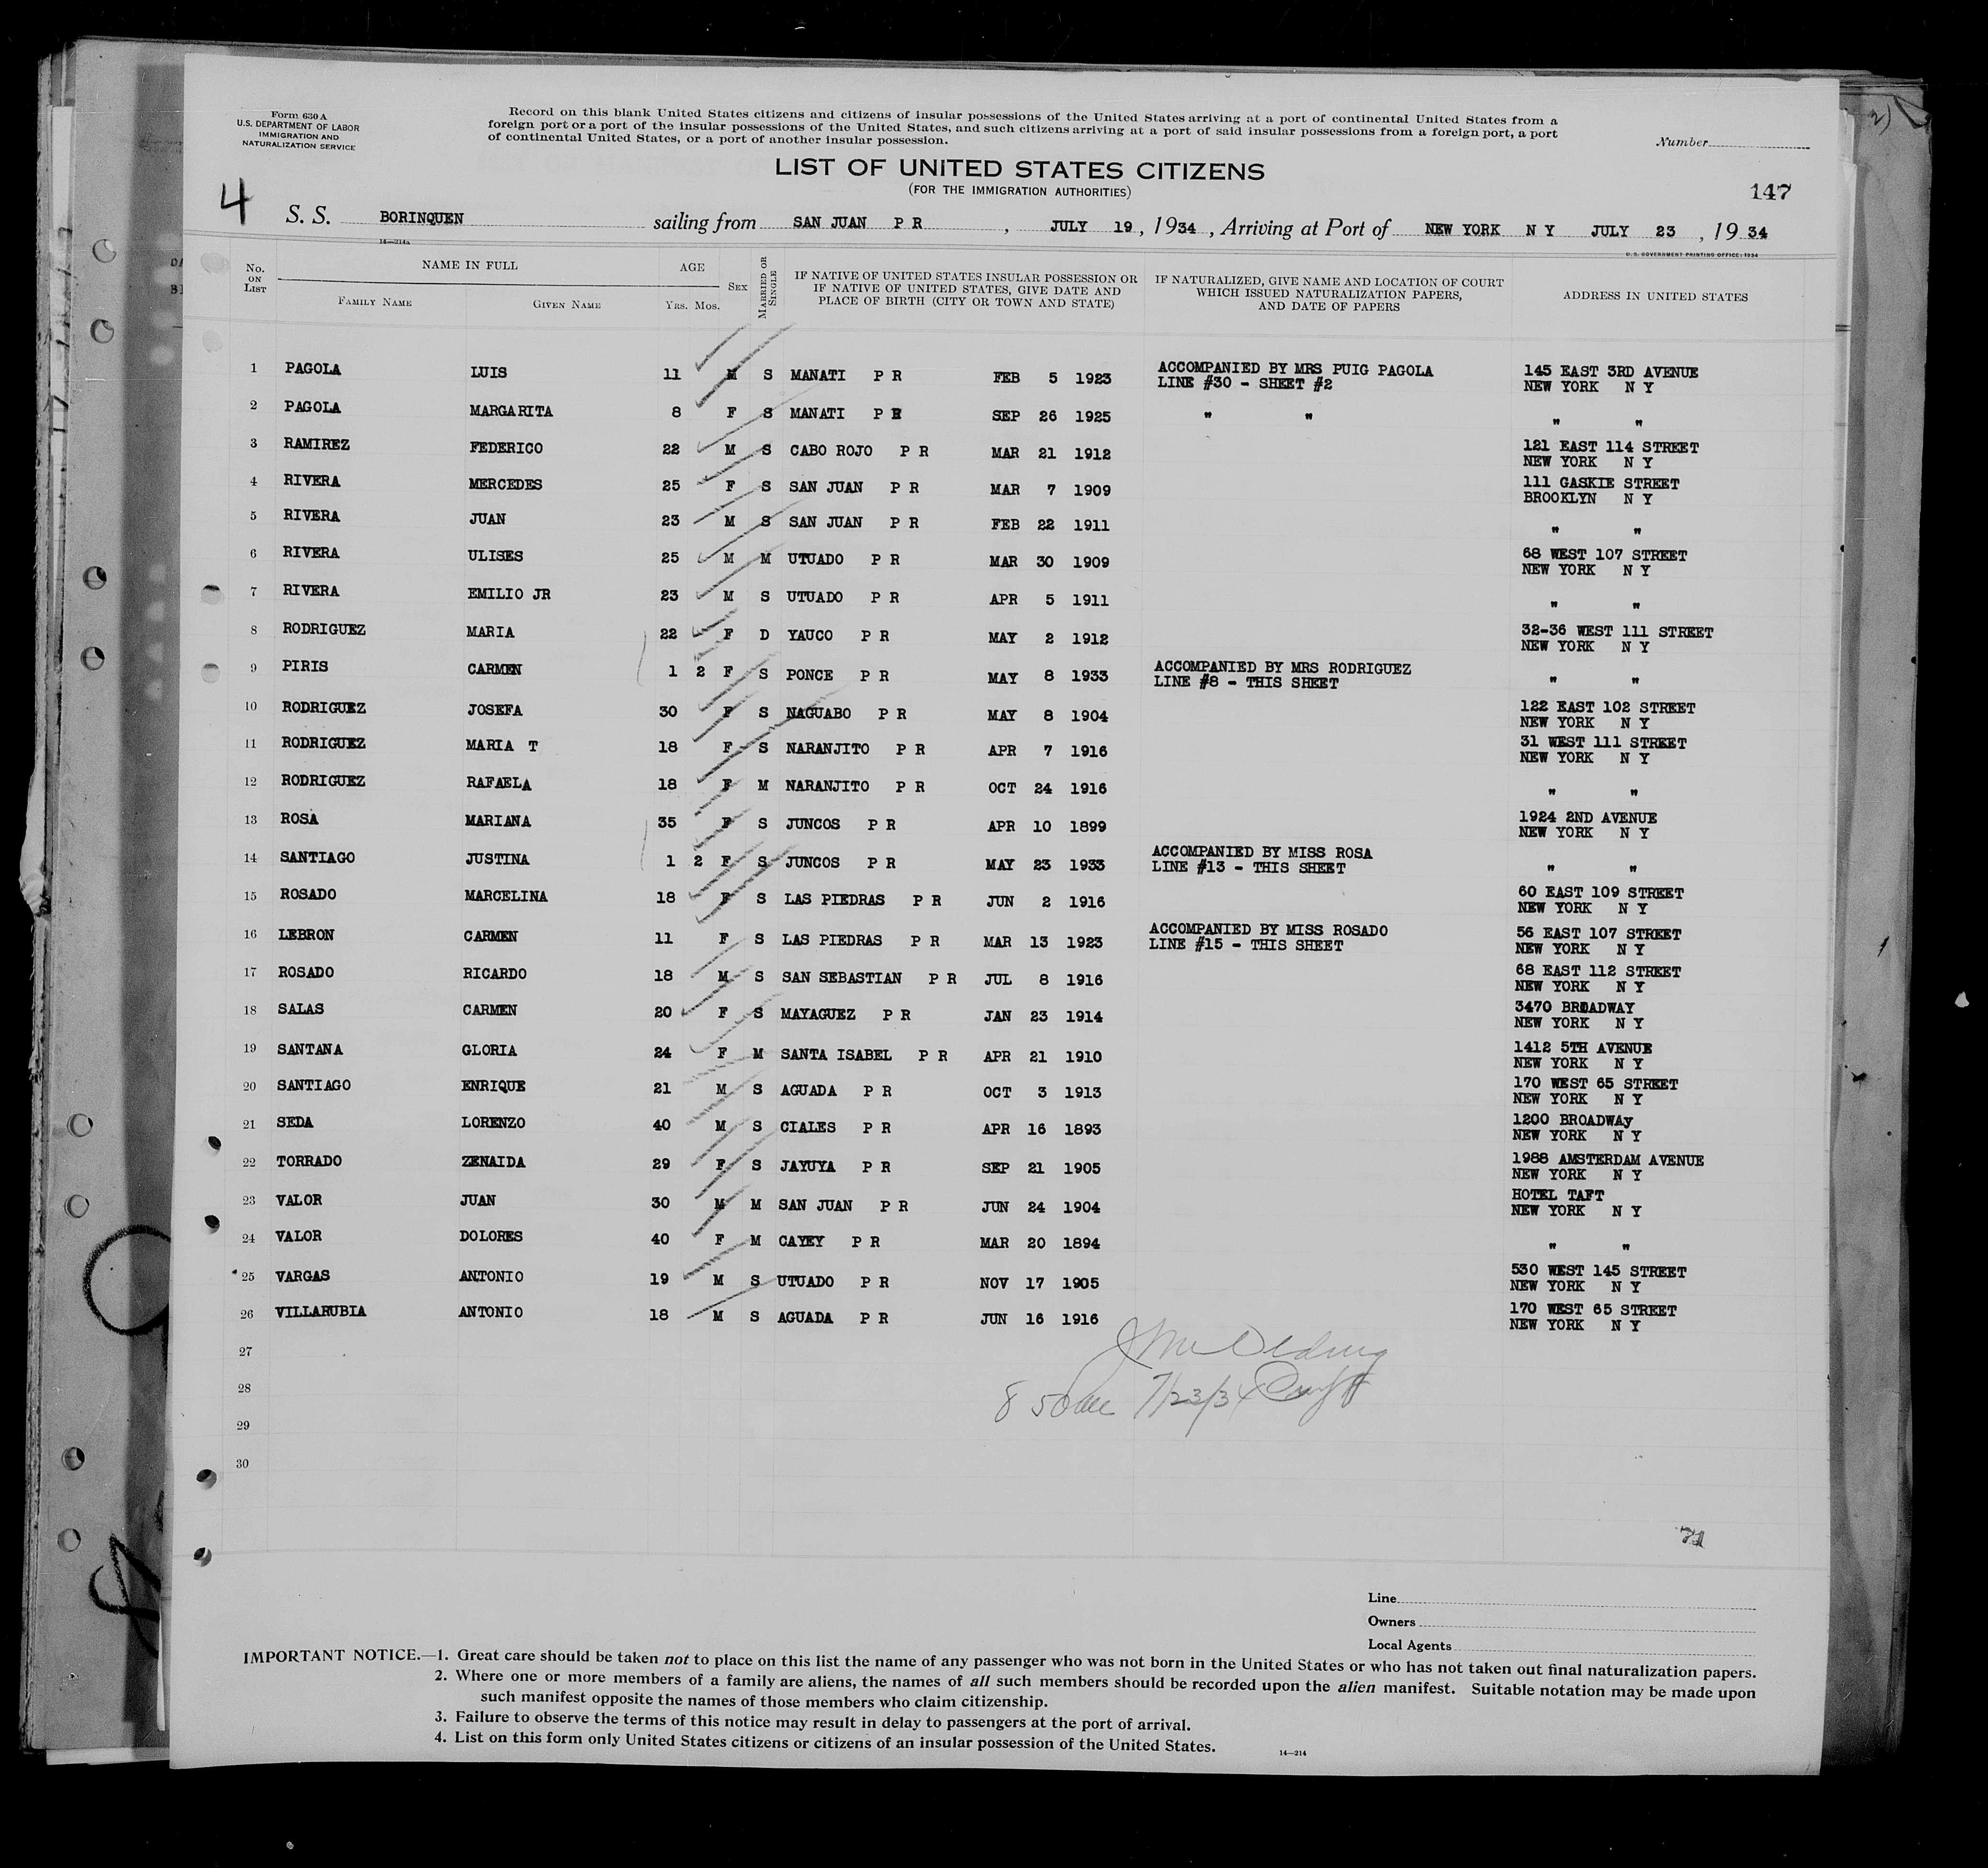 Form 630 A
U.S. DEPARTMENT OF LABOR
IMMIGRATION AND
NATURALIZATION SERVICE
Record on this blank United States citizens and citizens of insular possessions of the United States arriving at a port of continental United States from a
foreign port or a port of the insular possessions of the United States, and such citizens arriving at a port of said insular possessions from a foreign port, a port
of continental United States, or a port of another insular possession.
Number
LIST OF UNITED STATES CITIZENS
(FOR THE IMMIGRATION AUTHORITIES)
147
4
S. S. BORINQUEN sailing from SAN JUAN P R , JULY 19, 1934, Arriving at Port of NEW YORK N Y JULY 23, 1934
14—214a
U. S. GOVERNMENT PRINTING OFFICE: 1934
No. ON LIST
NAME IN FULL
FAMILY NAME GIVEN NAME
AGE
YRS. MOS.
SEX
MARRIED OR SINGLE
IF NATIVE OF UNITED STATES INSULAR POSSESSION OR
IF NATIVE OF UNITED STATES, GIVE DATE AND
PLACE OF BIRTH (CITY OR TOWN AND STATE)
IF NATURALIZED, GIVE NAME AND LOCATION OF COURT
WHICH ISSUED NATURALIZATION PAPERS,
AND DATE OF PAPERS
ADDRESS IN UNITED STATES
1 PAGOLA LUIS 11 M S MANATI P R FEB 5 1923 ACCOMPANIED BY MRS PUIG PAGOLA 145 EAST 3RD AVENUE
LINE #30 - SHEET #2 NEW YORK N Y
2 PAGOLA MARGARITA 8 F S MANATI P R SEP 26 1925 " " " "
3 RAMIREZ FEDERICO 22 M S CABO ROJO P R MAR 21 1912 121 EAST 114 STREET
NEW YORK N Y
4 RIVERA MERCEDES 25 F S SAN JUAN P R MAR 7 1909 111 GASKIE STREET
BROOKLYN N Y
5 RIVERA JUAN 23 M S SAN JUAN P R FEB 22 1911 " "
6 RIVERA ULISES 25 M M UTUADO P R MAR 30 1909 68 WEST 107 STREET
NEW YORK N Y
7 RIVERA EMILIO JR 23 M S UTUADO P R APR 5 1911 " "
8 RODRIGUEZ MARIA 22 F D YAUCO P R MAY 2 1912 32-36 WEST 111 STREET
NEW YORK N Y
9 PIRIS CARMEN 1 2 F S PONCE P R MAY 8 1933 ACCOMPANIED BY MRS RODRIGUEZ " "
LINE #8 - THIS SHEET
10 RODRIGUEZ JOSEFA 30 F S NAGUABO P R MAY 8 1904 122 EAST 102 STREET
NEW YORK N Y
11 RODRIGUEZ MARIA T 18 F S NARANJITO P R APR 7 1916 31 WEST 111 STREET
NEW YORK N Y
12 RODRIGUEZ RAFAELA 18 F M NARANJITO P R OCT 24 1916 " "
13 ROSA MARIANA 35 F S JUNCOS P R APR 10 1899 1924 2ND AVENUE
NEW YORK N Y
14 SANTIAGO JUSTINA 1 2 F S JUNCOS P R MAY 23 1933 ACCOMPANIED BY MISS ROSA " "
LINE #13 - THIS SHEET
15 ROSADO MARCELINA 18 F S LAS PIEDRAS P R JUN 2 1916 60 EAST 109 STREET
NEW YORK N Y
16 LEBRON CARMEN 11 F S LAS PIEDRAS P R MAR 13 1923 ACCOMPANIED BY MISS ROSADO 56 EAST 107 STREET
LINE #15 - THIS SHEET NEW YORK N Y
17 ROSADO RICARDO 18 M S SAN SEBASTIAN P R JUL 8 1916 68 EAST 112 STREET
NEW YORK N Y
18 SALAS CARMEN 20 F S MAYAGUEZ P R JAN 23 1914 3470 BROADWAY
NEW YORK N Y
19 SANTANA GLORIA 24 F M SANTA ISABEL P R APR 21 1910 1412 5TH AVENUE
NEW YORK N Y
20 SANTIAGO ENRIQUE 21 M S AGUADA P R OCT 3 1913 170 WEST 65 STREET
NEW YORK N Y
21 SEDA LORENZO 40 M S CIALES P R APR 16 1893 1200 BROADWAy
NEW YORK N Y
22 TORRADO ZENAIDA 29 F S JAYUYA P R SEP 21 1905 1988 AMSTERDAM AVENUE
NEW YORK N Y
23 VALOR JUAN 30 M M SAN JUAN P R JUN 24 1904 HOTEL TAFT
NEW YORK N Y
24 VALOR DOLORES 40 F M CAYEY P R MAR 20 1894 " "
25 VARGAS ANTONIO 19 M S UTUADO P R NOV 17 1905 530 WEST 145 STREET
NEW YORK N Y
26 VILLARUBIA ANTONIO 18 M S AGUADA P R JUN 16 1916 170 WEST 65 STREET
NEW YORK N Y
27
28
8 50 7/23/34
29
30
71
Line
Owners
Local Agents
IMPORTANT NOTICE.—1. Great care should be taken not to place on this list the name of any passenger who was not born in the United States or who has not taken out final naturalization papers.
2. Where one or more members of a family are aliens, the names of all such members should be recorded upon the alien manifest. Suitable notation may be made upon
such manifest opposite the names of those members who claim citizenship.
3. Failure to observe the terms of this notice may result in delay to passengers at the port of arrival.
4. List on this form only United States citizens or citizens of an insular possession of the United States.
14—214